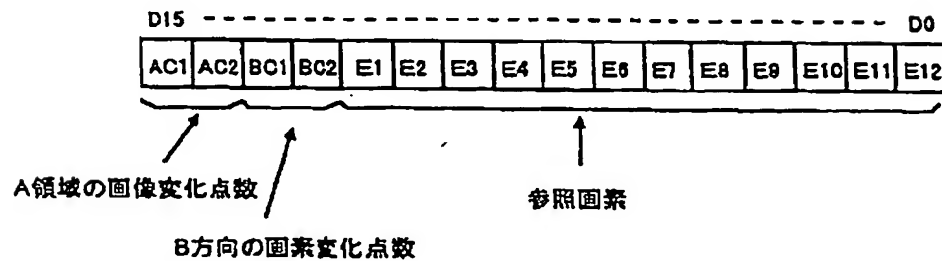 D15 D0
AC1 AC2 BC1 BC2 E1 E2 E3 E4 E5 E6 E7 E8 E9 E10 E11 E12
A領域の画像変化点数
参照画素
B方向の画素変化点数